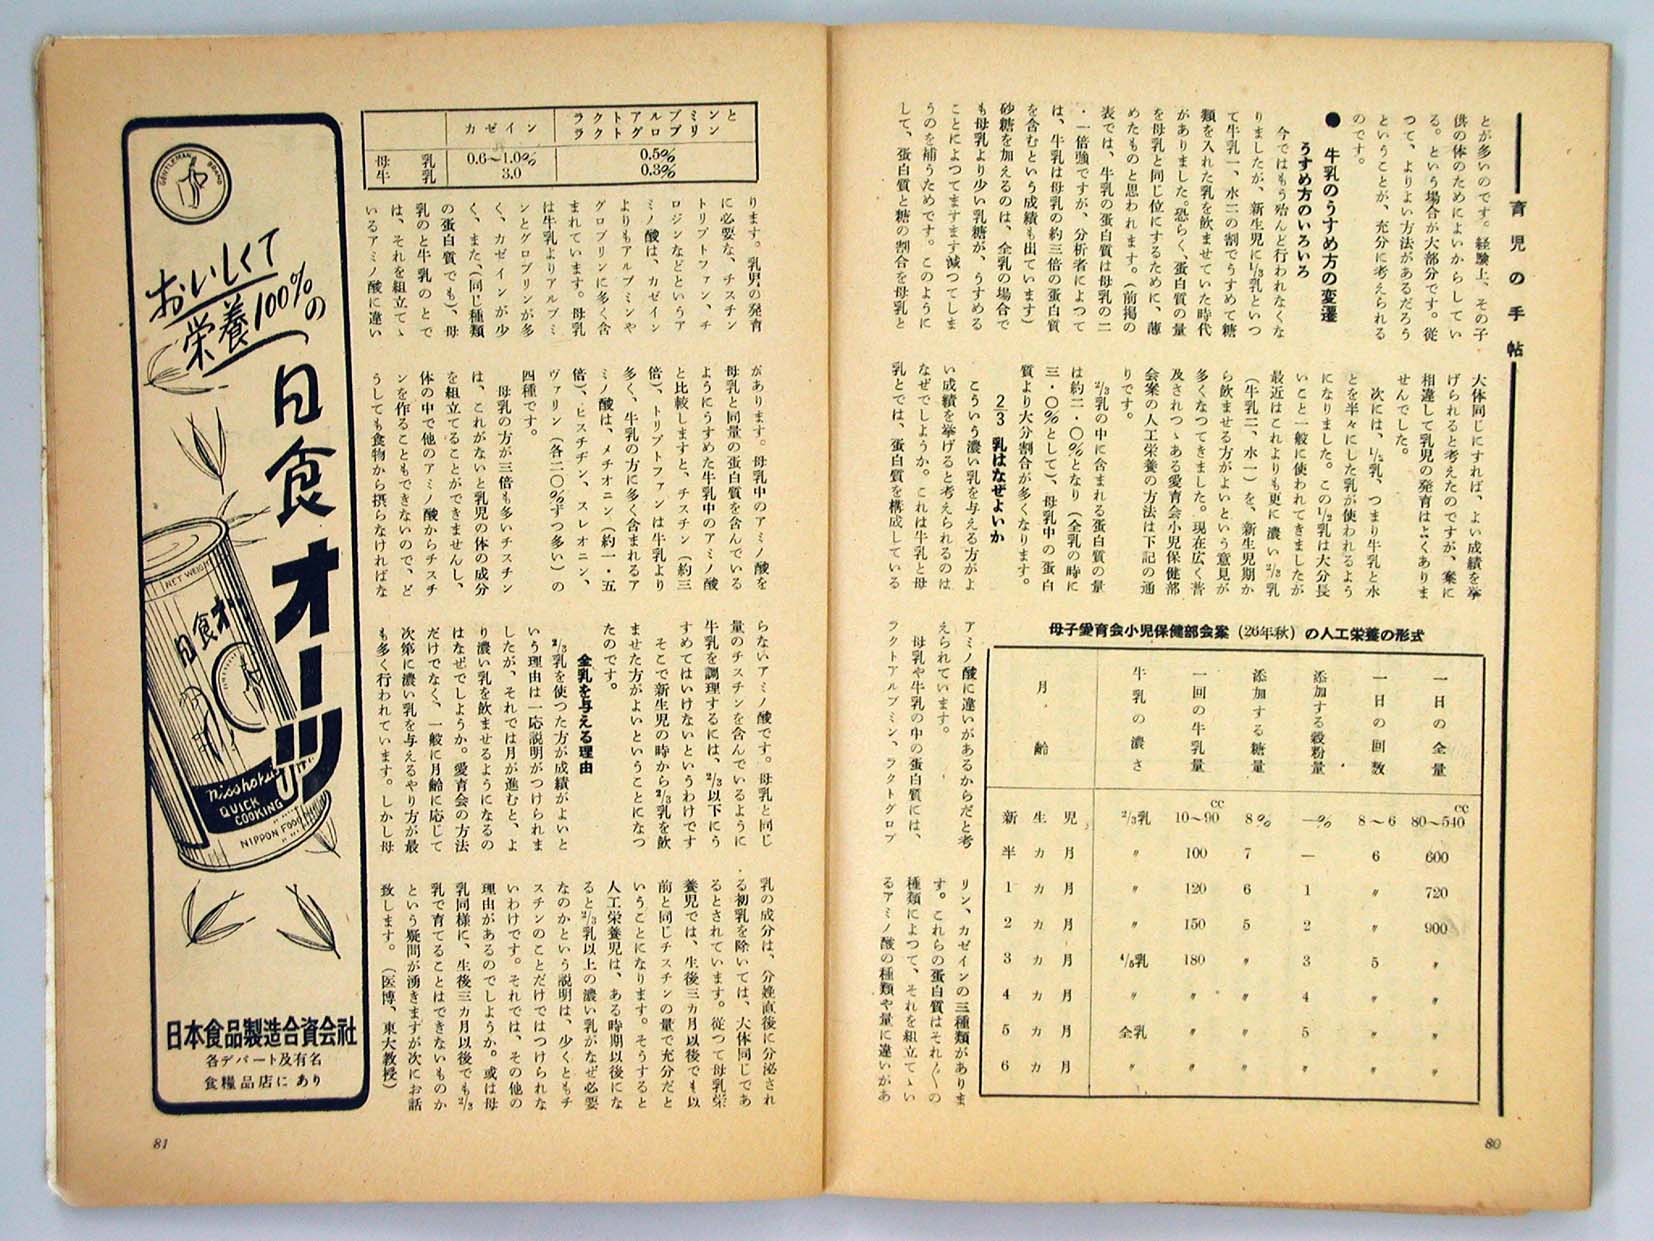 育児の手帖
とが多いのです。経験上、その子
供の体のためによいからしてい
る。という場合が大部分です。従
つて、よりよい方法があるだろう
ということが、充分に考えられる
のです。
● 牛乳のうすめ方の変遷
うすめ方のいろいろ
今ではもう殆んど行われなくな
りましたが、新生児に1/3乳といつ
て牛乳一、水二の割でうすめて糖
類を入れた乳を飲ませていた時代
がありました。恐らく、蛋白質の量
を母乳と同じ位にするために、薄
めたものと思われます。(前掲の
表では、牛乳の蛋白質は母乳の二
・一倍強ですが、分析者によつて
は、牛乳は母乳の約三倍の蛋白質
を含むという成績も出ています)
砂糖を加えるのは、全乳の場合で
も母乳より少い乳糖が、うすめる
ことによつてますます減つてしま
うのを補うためです。このように
して、蛋白質と糖の割合を母乳と
大体同じにすれば、よい成績を挙
げられると考えたのですが、案に
相違して乳児の発育はよくありま
せんでした。
次には、1/2乳、つまり牛乳と水
とを半々にした乳が使われるよう
になりました。この1/2乳は大分長
いこと一般に使われてきましたが
最近はこれよりも更に濃い2/3乳
(牛乳二、水一)を、新生児期か
ら飲ませる方がよいという意見が
多くなつてきました。現在広く普
及されつゝある愛育会小児保健部
会案の人工栄養の方法は下記の通
りです。
2/3乳の中に含まれる蛋白質の量
は約二・〇%となり(全乳の時に
三・〇%として)、母乳中の蛋白
質より大分割合が多くなります。
2/3 乳はなぜよいか
こういう濃い乳を与える方がよ
い成績を挙げると考えられるのは
なぜでしようか。これは牛乳と母
乳とでは、蛋白質を構成している
母子愛育会小児保健部会案(26年秋)の人工栄養の形式
月齢 牛乳の濃さ 一回の牛乳量 添加する糖量 添加する穀粉量 一日の回数 一日の全量
新生児 2/3乳 10〜90cc 8% —% 8〜6 80〜540cc
半カ月 〃 100 7 — 6 600
1カ月 〃 120 6 1 〃 720
2カ月 〃 150 5 2 〃 900
3カ月 4/5乳 180 〃 3 5 〃
4カ月 〃 〃 〃 4 〃 〃
5カ月 全乳 〃 〃 5 〃 〃
6カ月 〃 〃 〃 〃 〃 〃
アミノ酸に違いがあるからだと考
えられています。
母乳や牛乳の中の蛋白質には、
ラクトアルブミン、ラクトグロブ
リン、カゼインの三種類がありま
す。これらの蛋白質はそれ〲の
種類によつて、それを組立てゝい
るアミノ酸の種類や量に違いがあ
80
カゼイン ラクトアルブミンとラクトグロブリン
母乳 0.6〜1.0% 0.5%
牛乳 3.0 0.3%
ります。乳児の発育
に必要な、チスチン
トリプトファン、チ
ロジンなどというア
ミノ酸は、カゼイン
よりもアルブミンや
グロブリンに多く含
まれています。母乳
は牛乳よりアルブミ
ンとグロブリンが多
く、カゼインが少
く、また、(同じ種類
の蛋白質でも)、母
乳のと牛乳のとで
は、それを組立てゝ
いるアミノ酸に違い
があります。母乳中のアミノ酸を
母乳と同量の蛋白質を含んでいる
ようにうすめた牛乳中のアミノ酸
と比較しますと、チスチン(約三
倍)、トリプトファンは牛乳より
多く、牛乳の方に多く含まれるア
ミノ酸は、メチオニン(約一・五
倍)、ヒスチヂン、スレオニン、
ヴァリン(各二〇%ずつ多い)の
四種です。
母乳の方が三倍も多いチスチン
は、これがないと乳児の体の成分
を組立てることができませんし、
体の中で他のアミノ酸からチスチ
ンを作ることもできないので、ど
うしても食物から摂らなければな
らないアミノ酸です。母乳と同じ
量のチスチンを含んでいるように
牛乳を調理するには、2/3以下にう
すめてはいけないというわけです
そこで新生児の時から2/3乳を飲
ませた方がよいということになつ
たのです。
全乳を与える理由
2/3乳を使つた方が成績がよいと
いう理由は一応説明がつけられま
したが、それでは月が進むと、よ
り濃い乳を飲ませるようになるの
はなぜでしようか。愛育会の方法
だけでなく、一般に月齢に応じて
次第に濃い乳を与えるやり方が最
も多く行われています。しかし母
乳の成分は、分娩直後に分泌され
る初乳を除いては、大体同じであ
るとされています。従つて母乳栄
養児では、生後三カ月以後でも以
前と同じチスチンの量で充分だと
いうことになります。そうすると
人工栄養児は、ある時期以後にな
ると2/3乳以上の濃い乳がなぜ必要
なのかという説明は、少くともチ
スチンのことだけではつけられな
いわけです。それでは、その他の
理由があるのでしようか。或は母
乳同様に、生後三カ月以後でも2/3
乳で育てることはできないものか
という疑問が湧きますが次にお話
致します。(医博、東大教授)
GENTLEMAN BRAND
おいしくて
栄養100%の
日食オーツ
NET WEIGHT
日食オーツ
Nisshoku
QUICK
COOKING
NIPPON FOOD
日本食品製造合資会社
各デパート及有名
食糧品店にあり
81